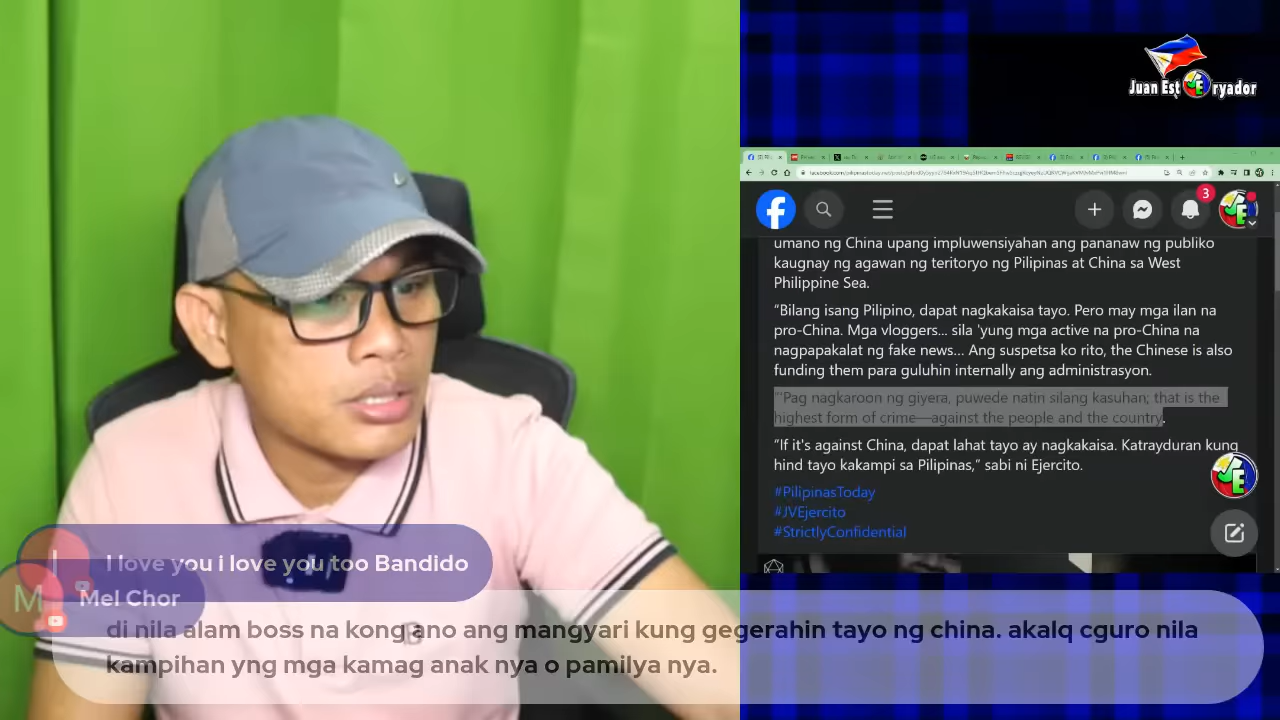 Juan Est ryador
3
umano ng China upang impluwensiyahan ang pananaw ng publiko
kaugnay ng agawan ng teritoryo ng Pilipinas at China sa West
Philippine Sea.
“Bilang isang Pilipino, dapat nagkakaisa tayo. Pero may mga ilan na
pro-China. Mga vloggers... sila 'yung mga active na pro-China na
nagpapakalat ng fake news... Ang suspetsa ko rito, the Chinese is also
funding them para guluhin internally ang administrasyon.
“'Pag nagkaroon ng giyera, puwede natin silang kasuhan; that is the
highest form of crime—against the people and the country.
“If it's against China, dapat lahat tayo ay nagkakaisa. Katrayduran kung
hind tayo kakampi sa Pilipinas,” sabi ni Ejercito.
#PilipinasToday
#JVEjercito
#StrictlyConfidential
I love you i love you too Bandido
M
Mel Chor
di nila alam boss na kong ano ang mangyari kung gegerahin tayo ng china. akalq cguro nila
kampihan yng mga kamag anak nya o pamilya nya.